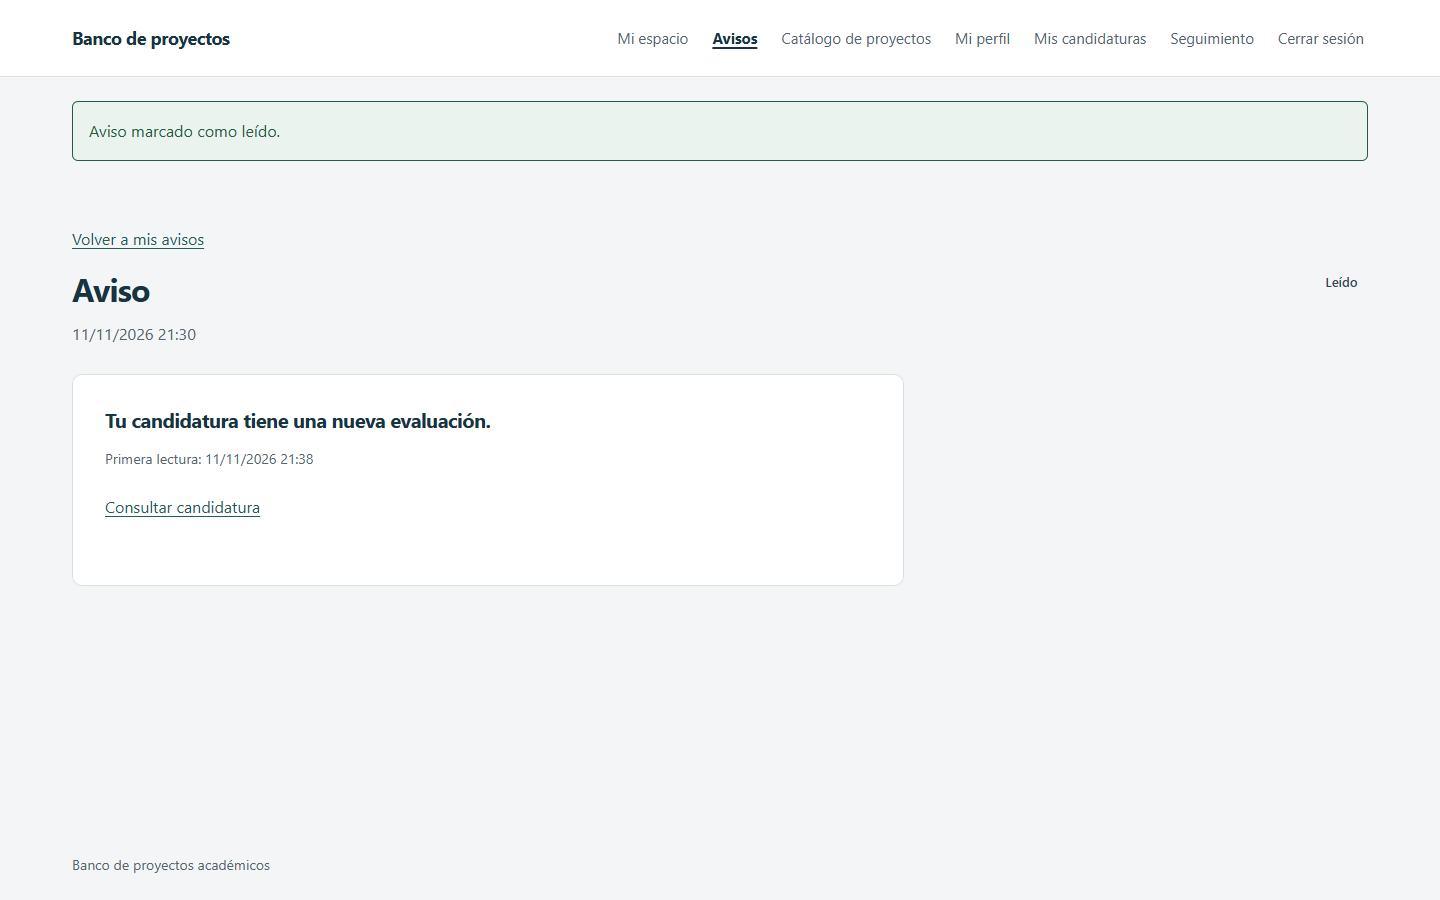 Banco de proyectos
Mi espacio Avisos Catálogo de proyectos Mi perfil Mis candidaturas Seguimiento Cerrar sesión
Aviso marcado como leído.
Volver a mis avisos
Aviso
Leído
11/11/2026 21:30
Tu candidatura tiene una nueva evaluación.
Primera lectura: 11/11/2026 21:38
Consultar candidatura
Banco de proyectos académicos